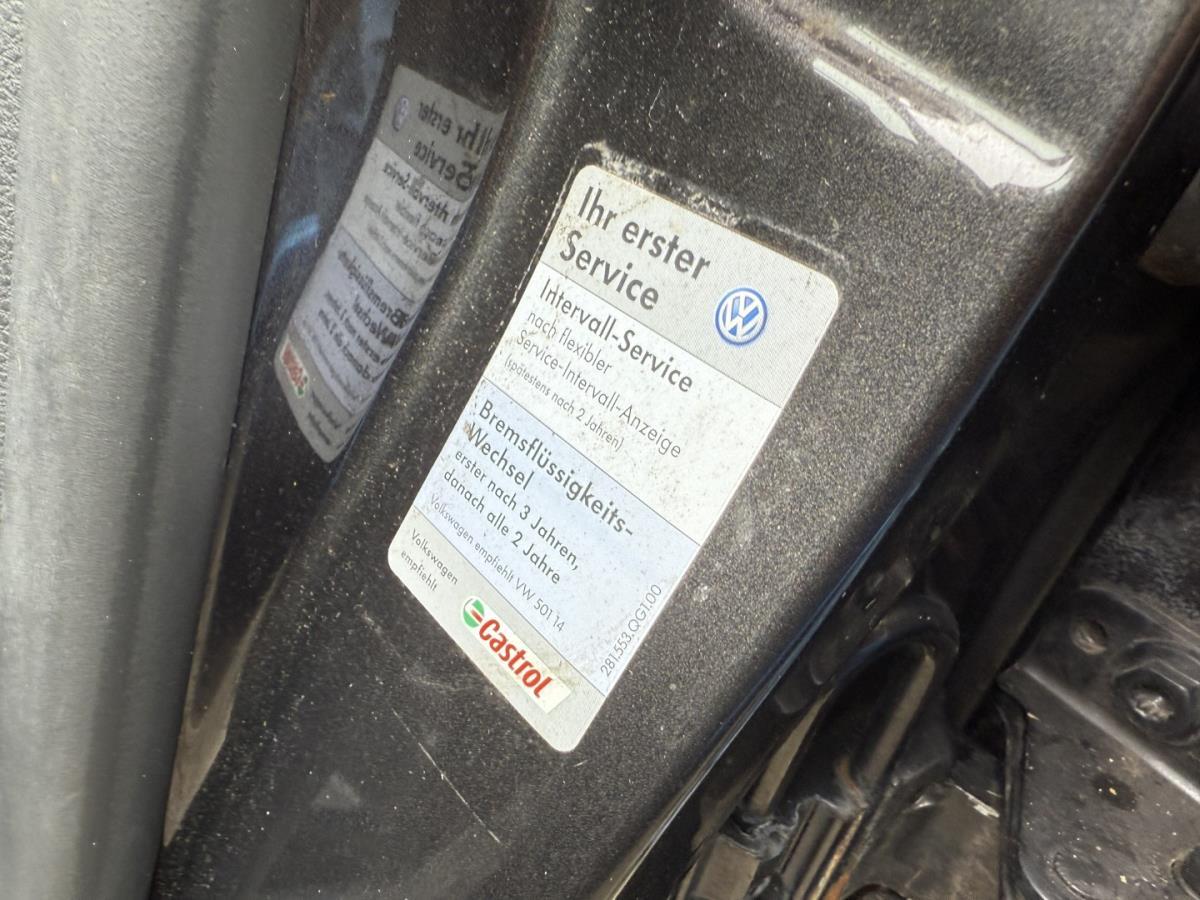 Ihr erster
Service
Intervall-Service
nach flexibler
Service-Intervall-Anzeige
(spätestens nach 2 Jahren)
Bremsflüssigkeits-
Wechsel
erster nach 3 Jahren,
danach alle 2 Jahre
Volkswagen empfiehlt VW 501 14
Volkswagen
empfiehlt
Castrol
281.553.QG1.00